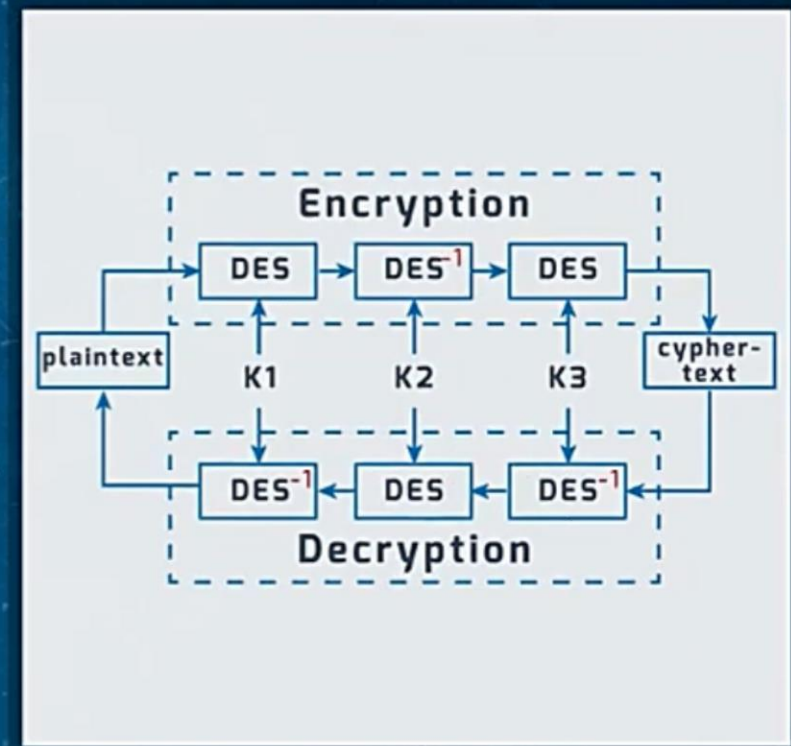 Encryption
DES DES⁻¹ DES
plaintext
K1 K2 K3
cypher-
text
DES⁻¹ DES DES⁻¹
Decryption